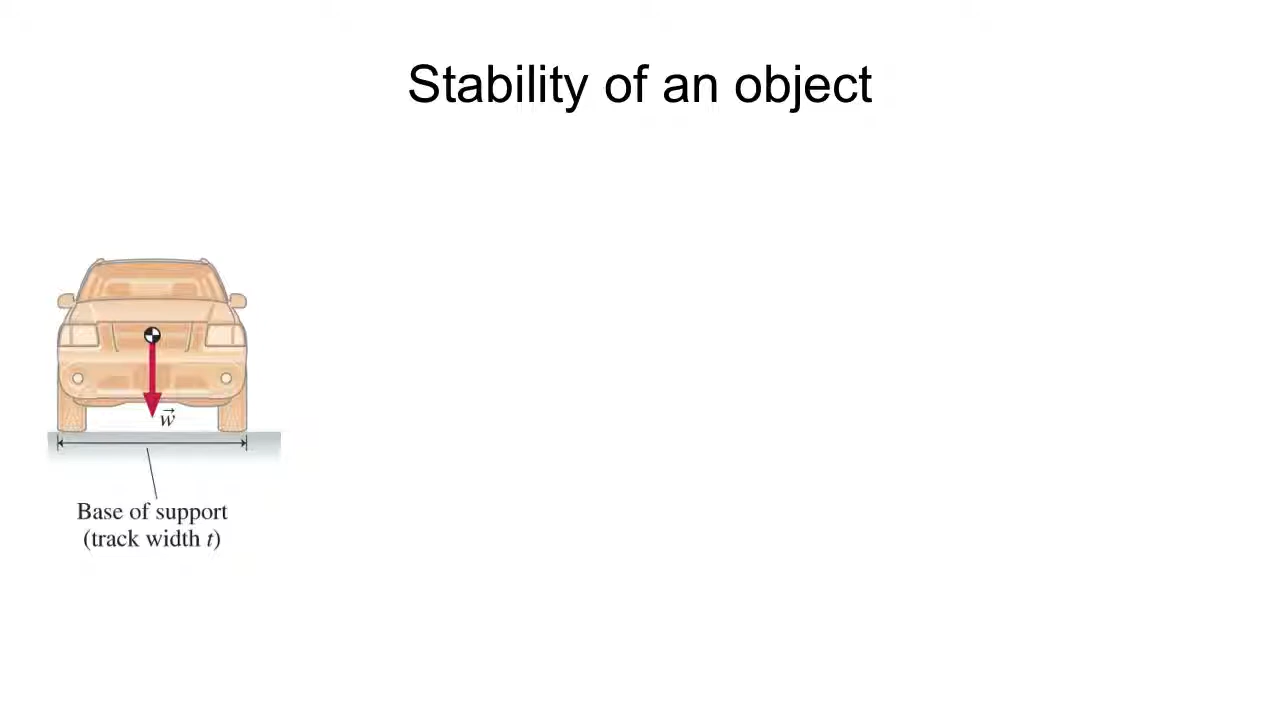 Stability of an object
w⃗
Base of support
(track width t)